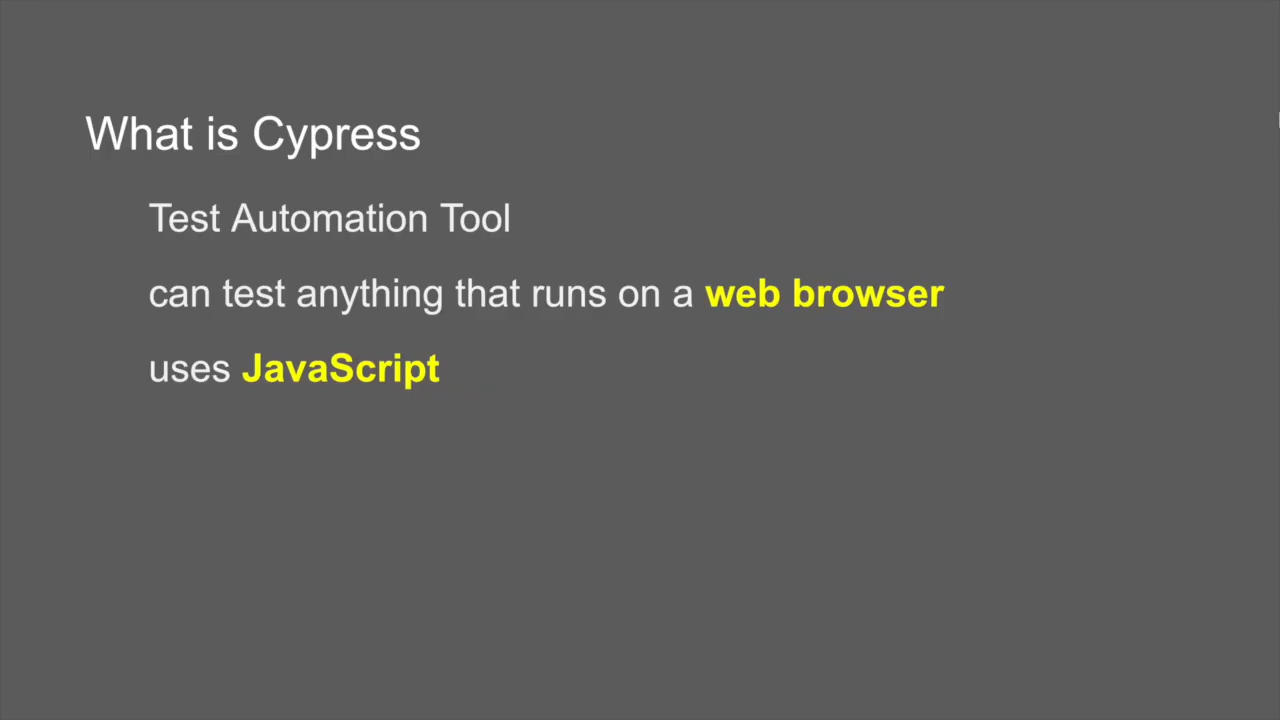 What is Cypress
Test Automation Tool
can test anything that runs on a web browser
uses JavaScript